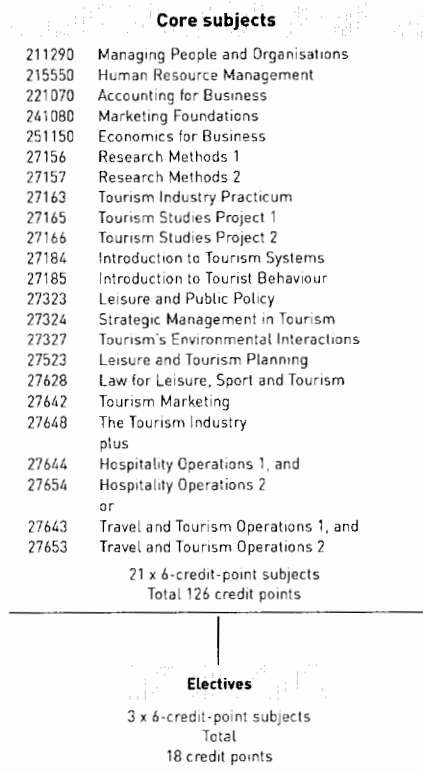 Core subjects
211290 Managing People and Organisations
215550 Human Resource Management
221070 Accounting for Business
241080 Marketing Foundations
251150 Economics for Business
27156 Research Methods 1
27157 Research Methods 2
27163 Tourism Industry Practicum
27165 Tourism Studies Project 1
27166 Tourism Studies Project 2
27184 Introduction to Tourism Systems
27185 Introduction to Tourist Behaviour
27323 Leisure and Public Policy
27324 Strategic Management in Tourism
27327 Tourism's Environmental Interactions
27523 Leisure and Tourism Planning
27628 Law for Leisure, Sport and Tourism
27642 Tourism Marketing
27648 The Tourism Industry
plus
27644 Hospitality Operations 1, and
27654 Hospitality Operations 2
or
27643 Travel and Tourism Operations 1, and
27653 Travel and Tourism Operations 2
21 x 6-credit-point subjects
Total 126 credit points
Electives
3 x 6-credit-point subjects
Total
18 credit points